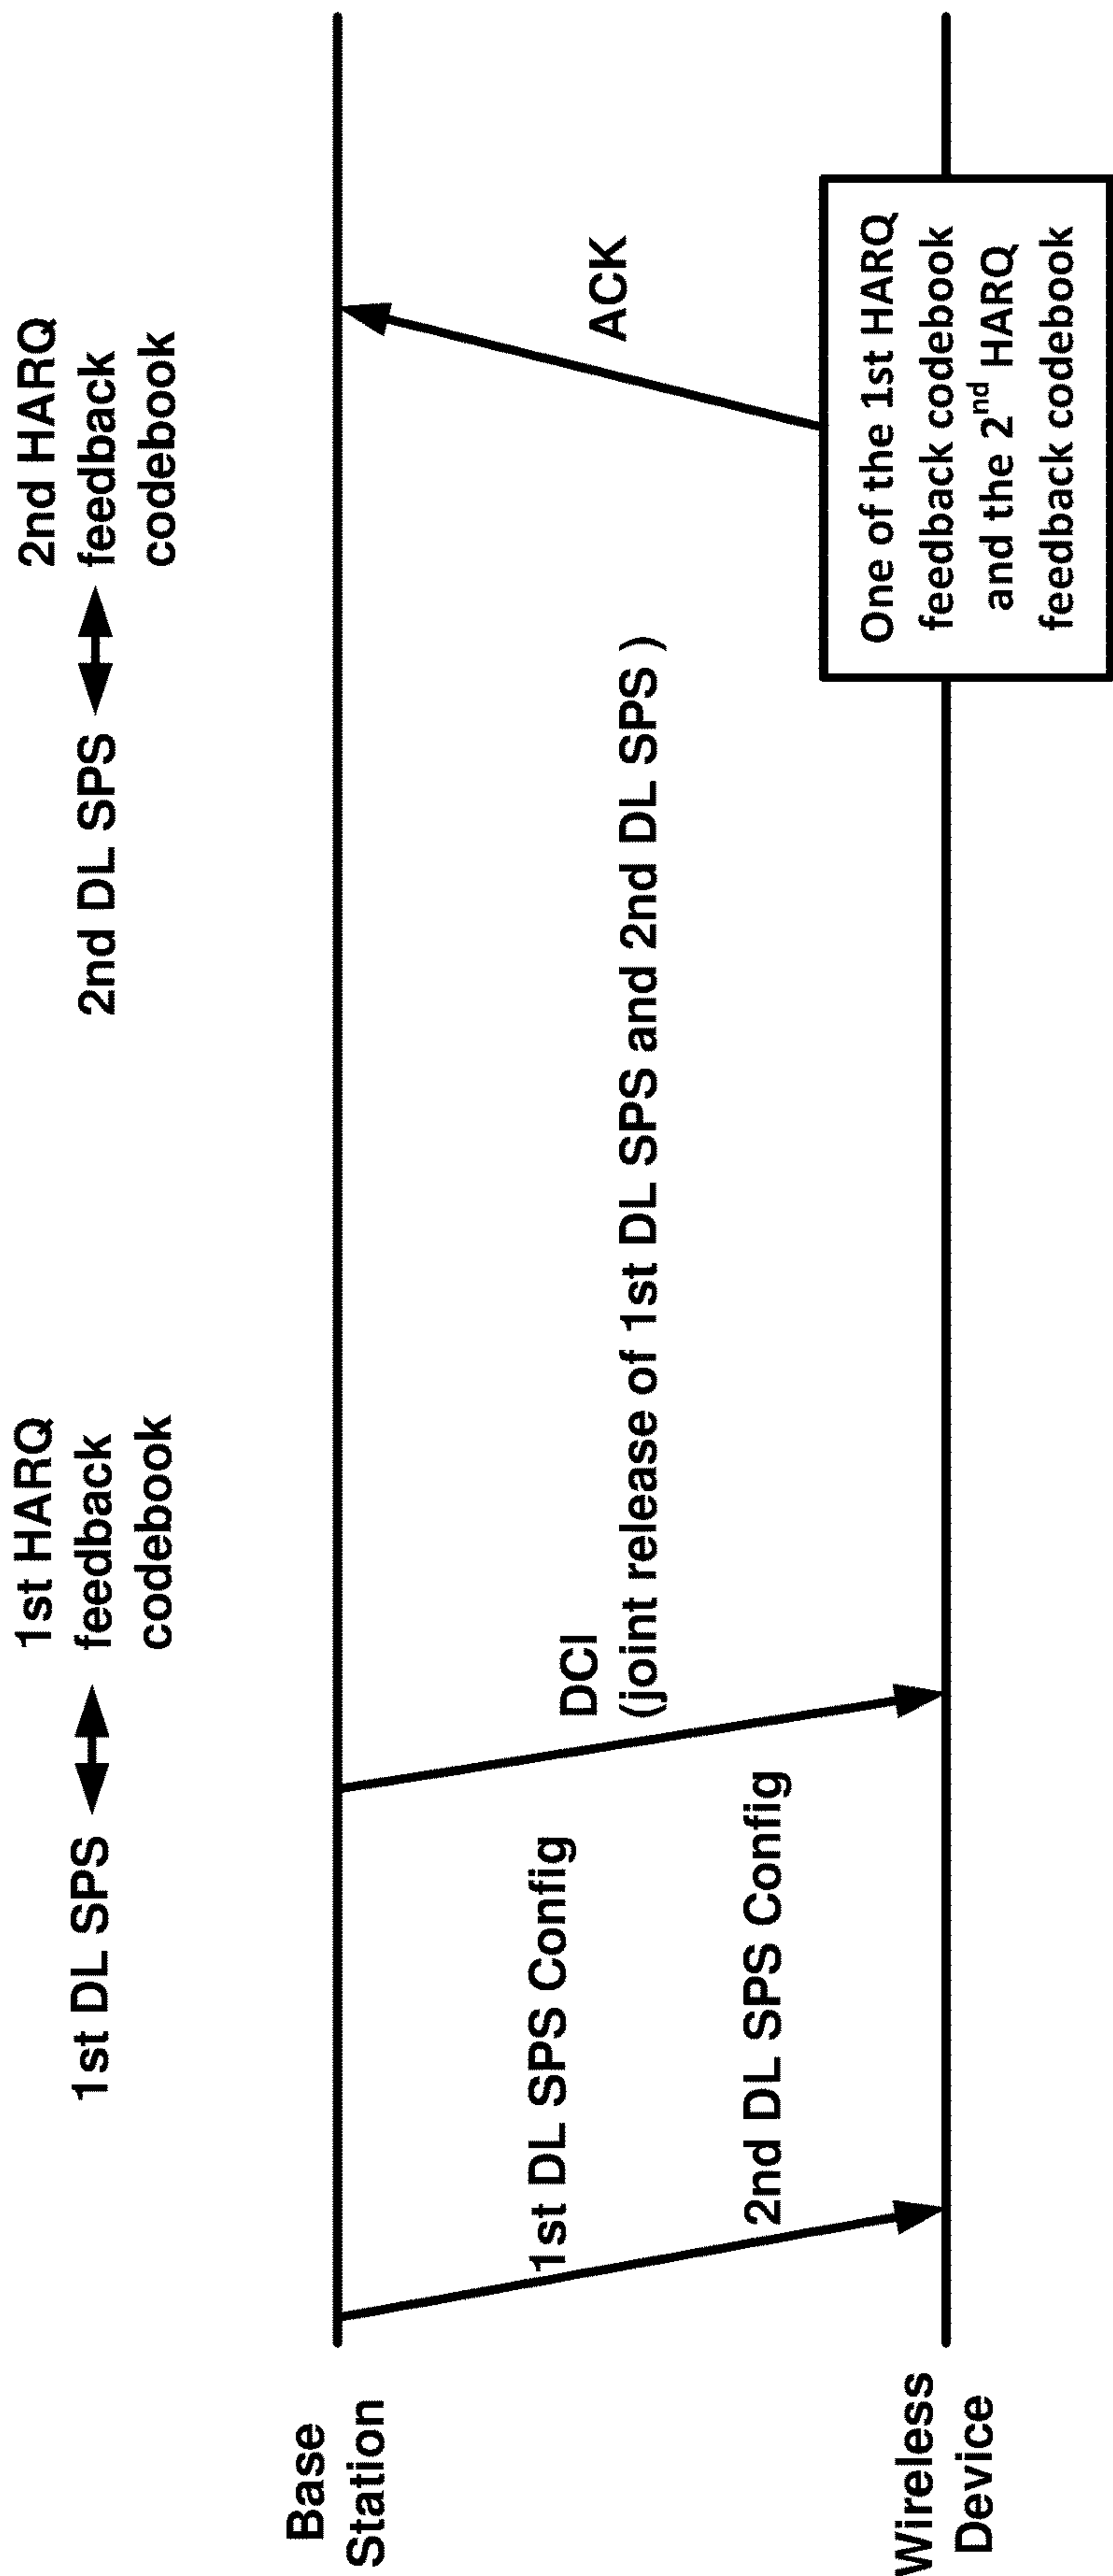 1st DL SPS
1st HARQ
feedback
codebook
2nd DL SPS
2nd HARQ
feedback
codebook
Base
Station
1st DL SPS Config
2nd DL SPS Config
DCI
(joint release of 1st DL SPS and 2nd DL SPS )
ACK
Wireless
Device
One of the 1st HARQ
feedback codebook
and the 2nd HARQ
feedback codebook